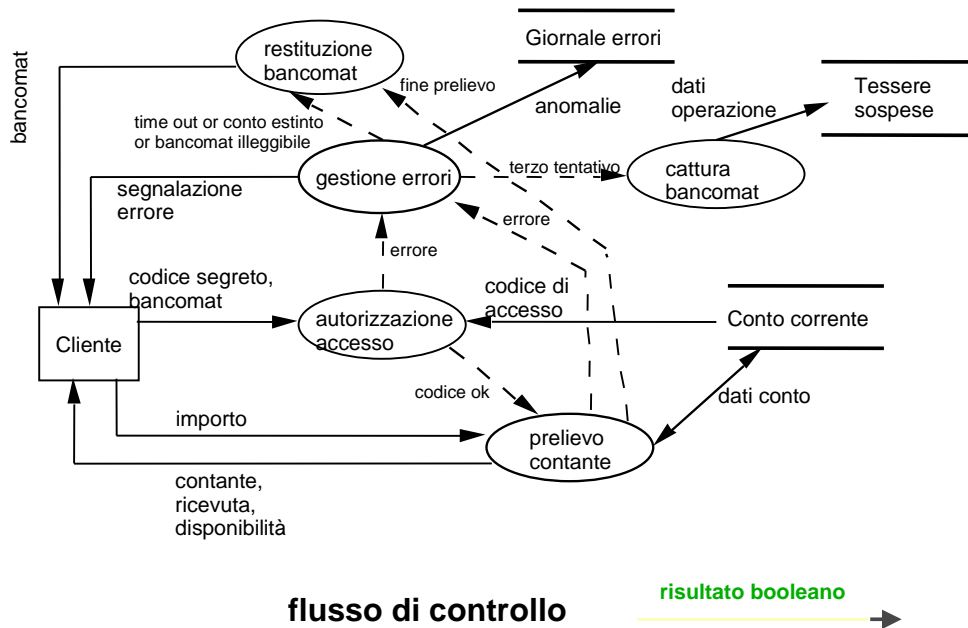 restituzione
bancomat
Giornale errori
bancomat
fine prelievo
anomalie
dati
operazione
Tessere
sospese
time out or conto estinto
or bancomat illeggibile
gestione errori
terzo tentativo
cattura
bancomat
segnalazione
errore
errore
errore
codice segreto,
bancomat
codice di
accesso
Cliente
autorizzazione
accesso
Conto corrente
codice ok
dati conto
importo
prelievo
contante
contante,
ricevuta,
disponibilità
flusso di controllo
risultato booleano